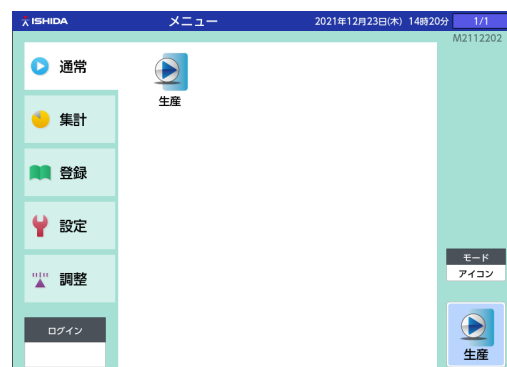 ISHIDA メニュー 2021年12月23日(木) 14時20分 1/1
M2112202
通常
生産
集計
登録
設定
調整
モード
アイコン
ログイン
生産